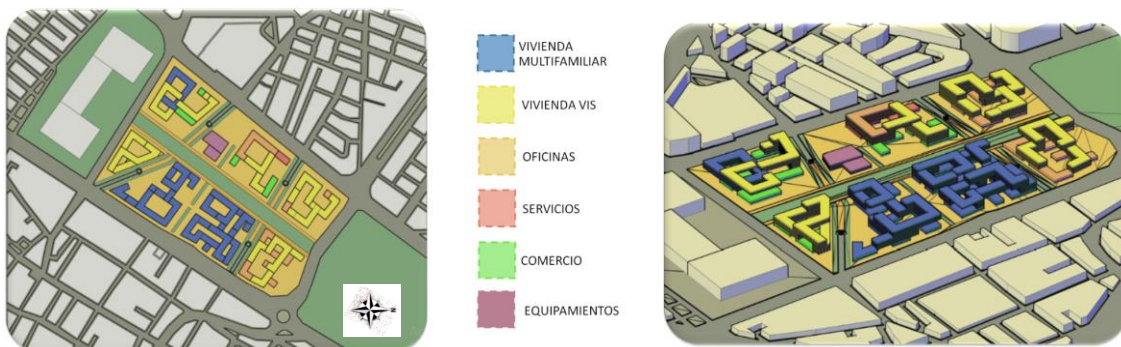 VIVIENDA
MULTIFAMILIAR
VIVIENDA VIS
OFICINAS
SERVICIOS
COMERCIO
EQUIPAMIENTOS